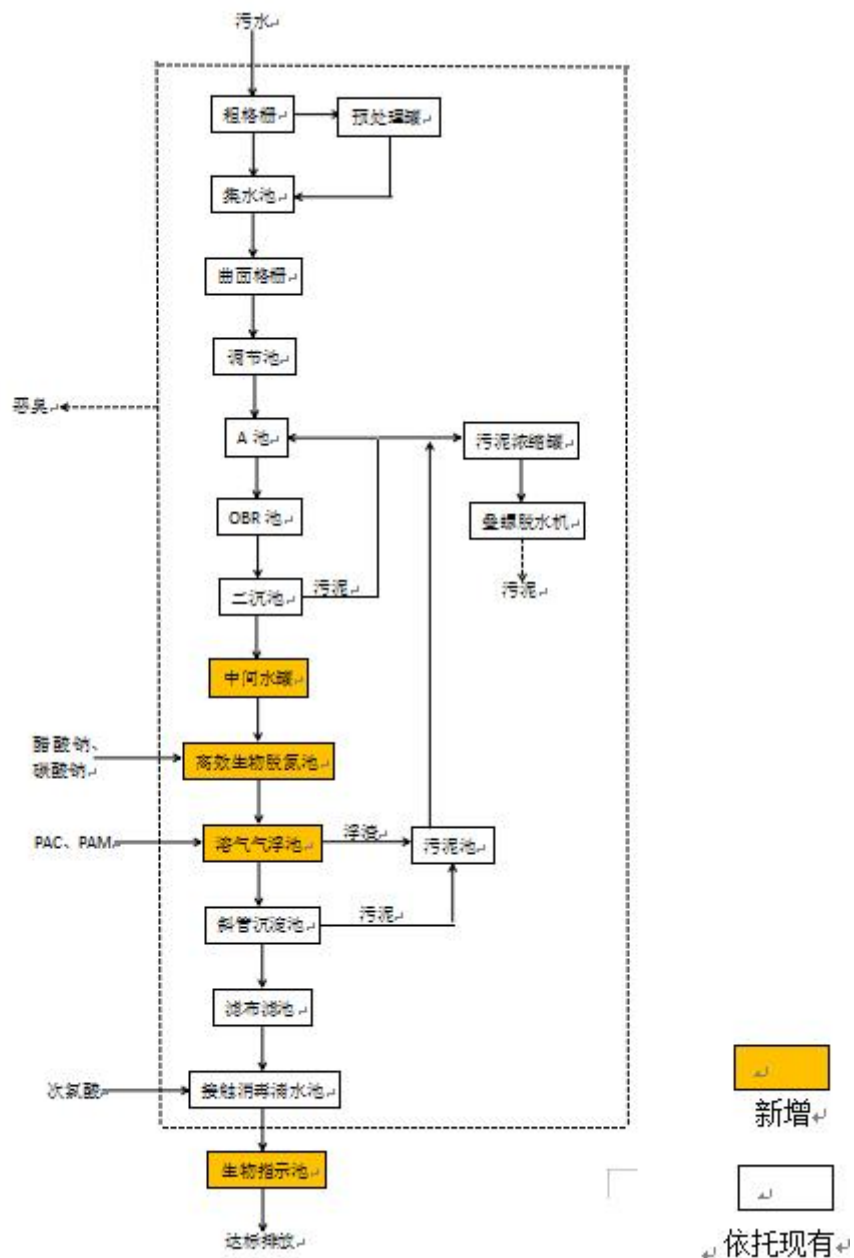 污水
粗格栅
预处理罐
集水池
曲面格栅
调节池
恶臭
A 池
污泥浓缩罐
OBR 池
叠螺脱水机
二沉池
污泥
污泥
中间水罐
醋酸钠、
碳酸钠
高效生物脱氮池
PAC、PAM
溶气气浮池
浮渣
污泥池
斜管沉淀池
污泥
滤布滤池
次氯酸
接触消毒清水池
新增
生物指示池
达标排放
依托现有